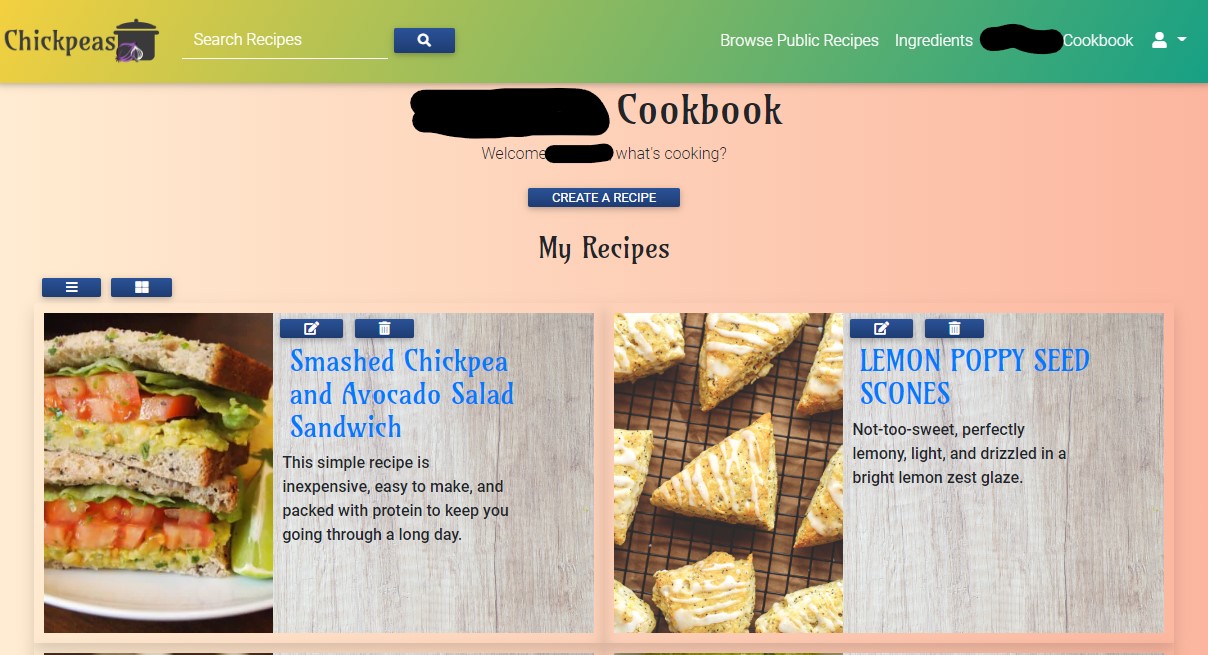 Chickpeas
Search Recipes
Browse Public Recipes
Ingredients
Cookbook
Cookbook
Welcome what's cooking?
CREATE A RECIPE
My Recipes
Smashed Chickpea
and Avocado Salad
Sandwich
This simple recipe is
inexpensive, easy to make, and
packed with protein to keep you
going through a long day.
LEMON POPPY SEED
SCONES
Not-too-sweet, perfectly
lemony, light, and drizzled in a
bright lemon zest glaze.